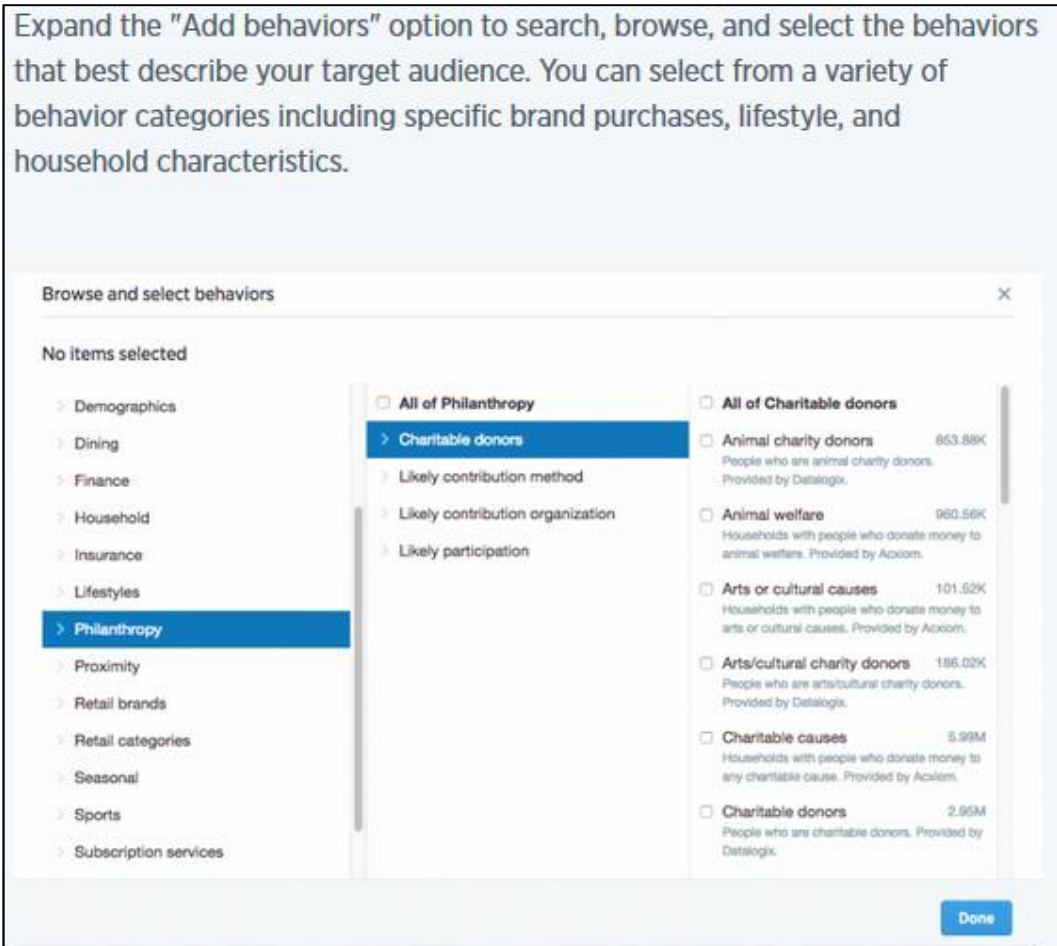 Expand the "Add behaviors" option to search, browse, and select the behaviors
that best describe your target audience. You can select from a variety of
behavior categories including specific brand purchases, lifestyle, and
household characteristics.
Browse and select behaviors
No items selected
Demographics
Dining
Finance
Household
Insurance
Lifestyles
Philanthropy
Proximity
Retail brands
Retail categories
Seasonal
Sports
Subscription services
All of Philanthropy
Charitable donors
Likely contribution method
Likely contribution organization
Likely participation
All of Charitable donors
Animal charity donors 853.88K
People who are animal charity donors.
Provided by Datalogix.
Animal welfare 960.56K
Households with people who donate money to
animal welfare. Provided by Acxiom.
Arts or cultural causes 101.52K
Households with people who donate money to
arts or cultural causes. Provided by Acxiom.
Arts/cultural charity donors 186.02K
People who are arts/cultural charity donors.
Provided by Datalogix.
Charitable causes 5.99M
Households with people who donate money to
any charitable cause. Provided by Acxiom.
Charitable donors 2.95M
People who are charitable donors. Provided by
Datalogix.
Done